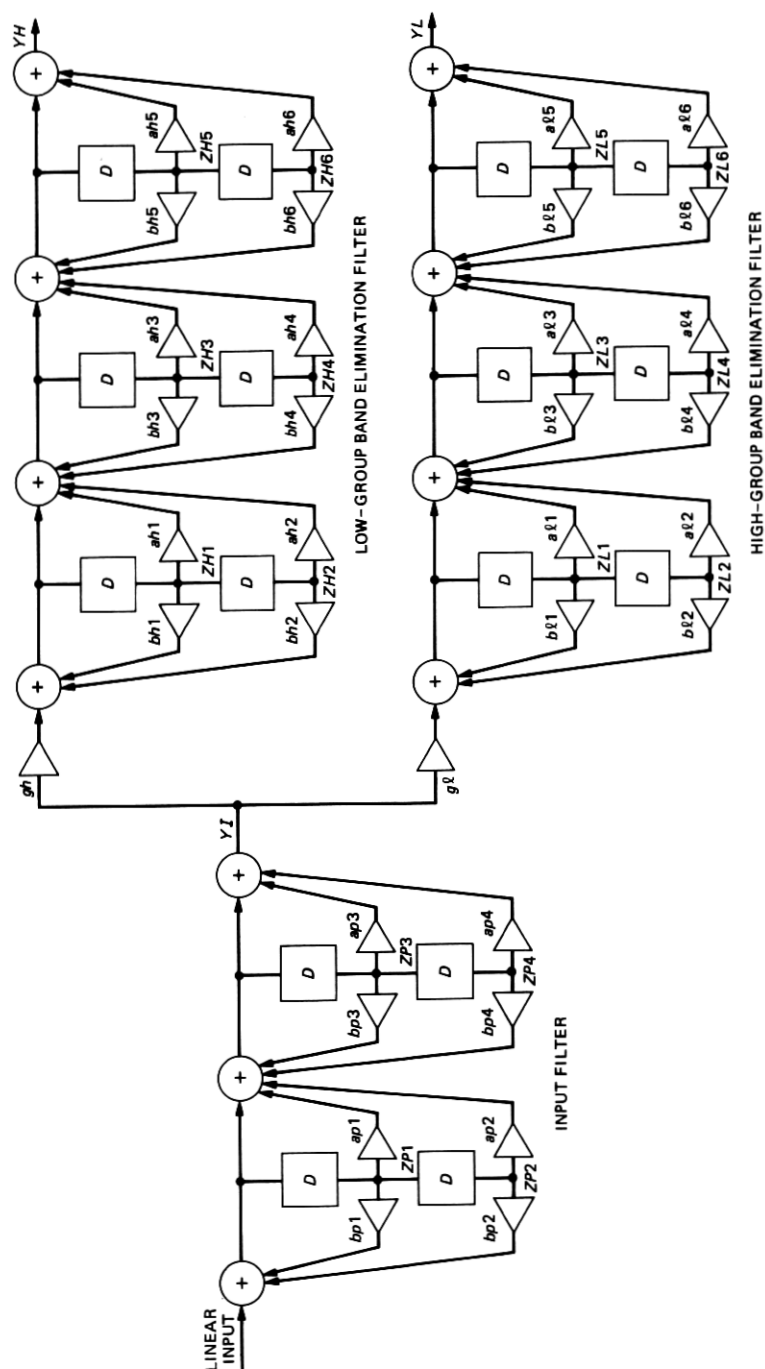 LINEAR
INPUT
bp1
ap1
ZP1
D
D
bp2
ap2
ZP2
bp3
ap3
ZP3
D
D
bp4
ap4
ZP4
INPUT FILTER
YI
gh
gℓ
bh1
ah1
ZH1
D
D
bh2
ah2
ZH2
bh3
ah3
ZH3
D
D
bh4
ah4
ZH4
bh5
ah5
ZH5
D
D
bh6
ah6
ZH6
YH
LOW-GROUP BAND ELIMINATION FILTER
bℓ1
aℓ1
ZL1
D
D
bℓ2
aℓ2
ZL2
bℓ3
aℓ3
ZL3
D
D
bℓ4
aℓ4
ZL4
bℓ5
aℓ5
ZL5
D
D
bℓ6
aℓ6
ZL6
YL
HIGH-GROUP BAND ELIMINATION FILTER